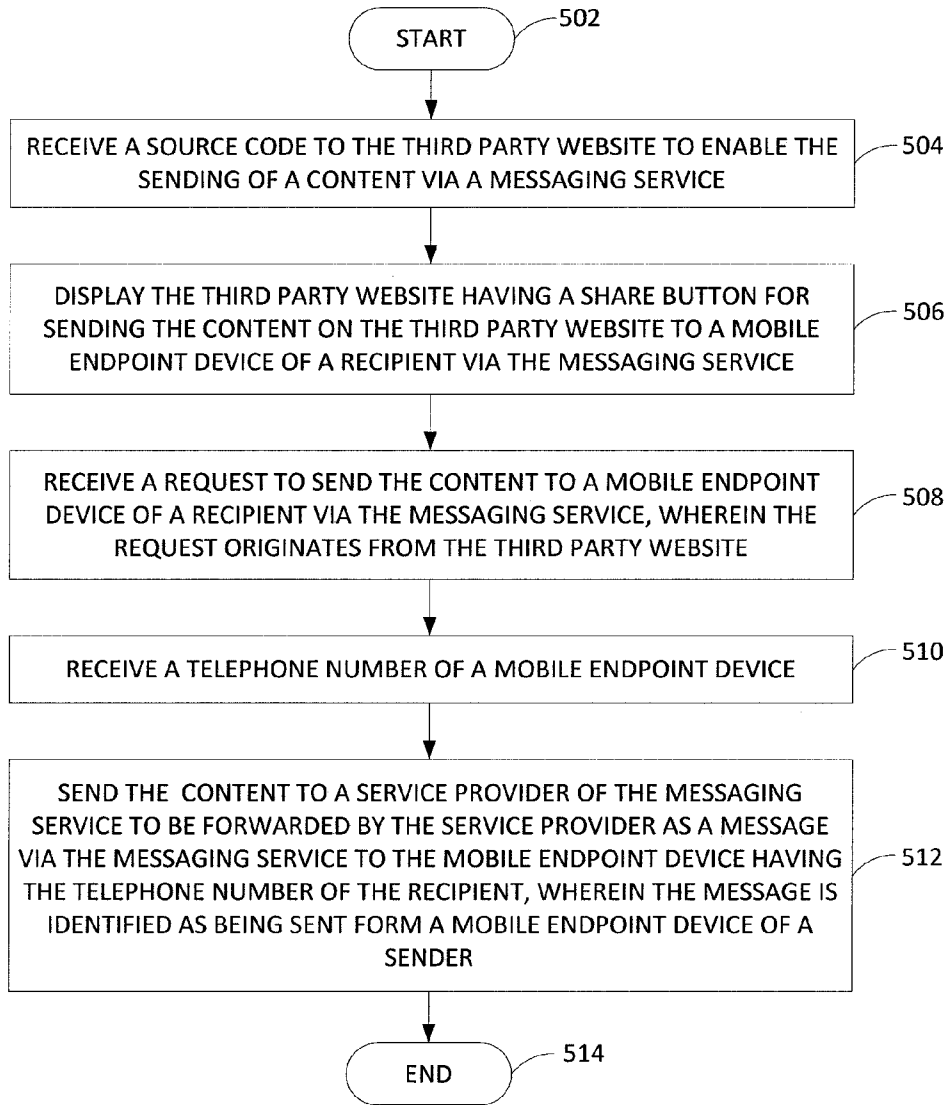 START
502
RECEIVE A SOURCE CODE TO THE THIRD PARTY WEBSITE TO ENABLE THE
SENDING OF A CONTENT VIA A MESSAGING SERVICE
504
DISPLAY THE THIRD PARTY WEBSITE HAVING A SHARE BUTTON FOR
SENDING THE CONTENT ON THE THIRD PARTY WEBSITE TO A MOBILE
ENDPOINT DEVICE OF A RECIPIENT VIA THE MESSAGING SERVICE
506
RECEIVE A REQUEST TO SEND THE CONTENT TO A MOBILE ENDPOINT
DEVICE OF A RECIPIENT VIA THE MESSAGING SERVICE, WHEREIN THE
REQUEST ORIGINATES FROM THE THIRD PARTY WEBSITE
508
RECEIVE A TELEPHONE NUMBER OF A MOBILE ENDPOINT DEVICE
510
SEND THE CONTENT TO A SERVICE PROVIDER OF THE MESSAGING
SERVICE TO BE FORWARDED BY THE SERVICE PROVIDER AS A MESSAGE
VIA THE MESSAGING SERVICE TO THE MOBILE ENDPOINT DEVICE HAVING
THE TELEPHONE NUMBER OF THE RECIPIENT, WHEREIN THE MESSAGE IS
IDENTIFIED AS BEING SENT FORM A MOBILE ENDPOINT DEVICE OF A
SENDER
512
END
514